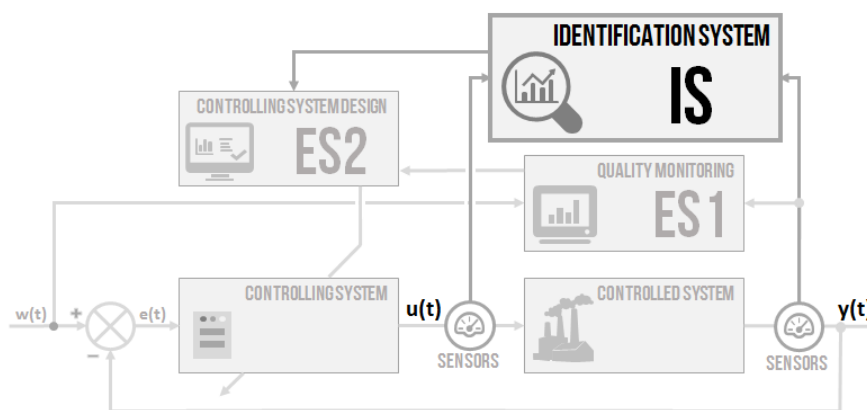 IDENTIFICATION SYSTEM
IS
CONTROLLING SYSTEM DESIGN
ES2
QUALITY MONITORING
ES1
CONTROLLING SYSTEM
CONTROLLED SYSTEM
w(t)
+
−
e(t)
u(t)
y(t)
SENSORS
SENSORS